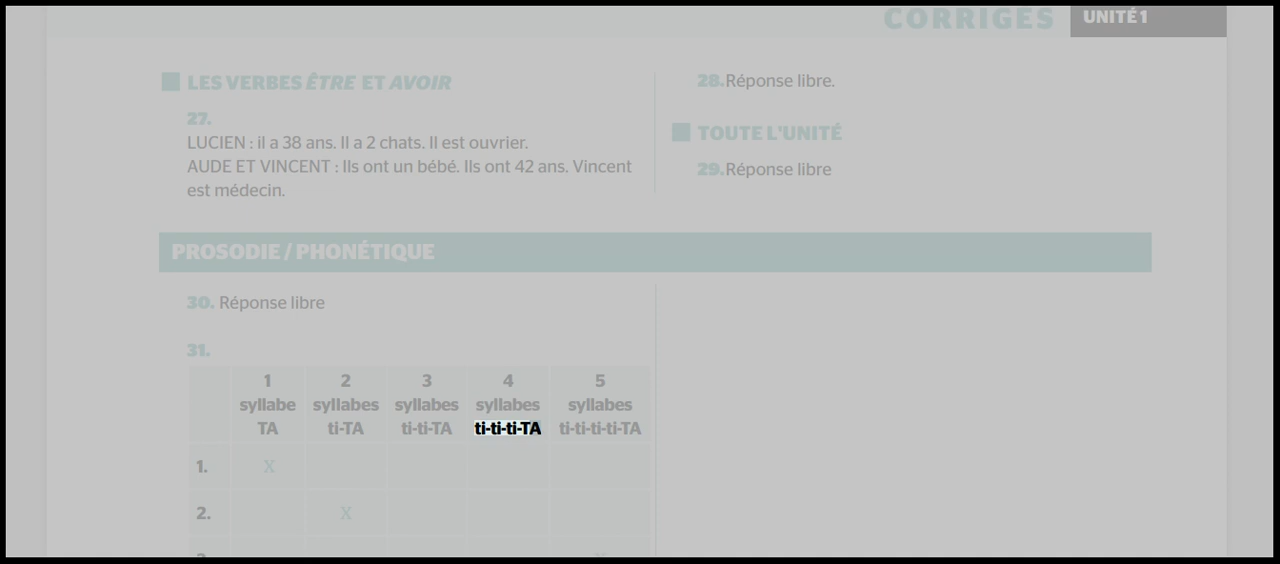 CORRIGÉS UNITÉ 1
LES VERBES ÊTRE ET AVOIR
27.
LUCIEN : il a 38 ans. Il a 2 chats. Il est ouvrier.
AUDE ET VINCENT : Ils ont un bébé. Ils ont 42 ans. Vincent
est médecin.
28. Réponse libre.
TOUTE L'UNITÉ
29. Réponse libre
PROSODIE / PHONÉTIQUE
30. Réponse libre
31.
1 2 3 4 5
syllabe syllabes syllabes syllabes syllabes
TA ti-TA ti-ti-TA ti-ti-ti-TA ti-ti-ti-ti-TA
1. X
2. X